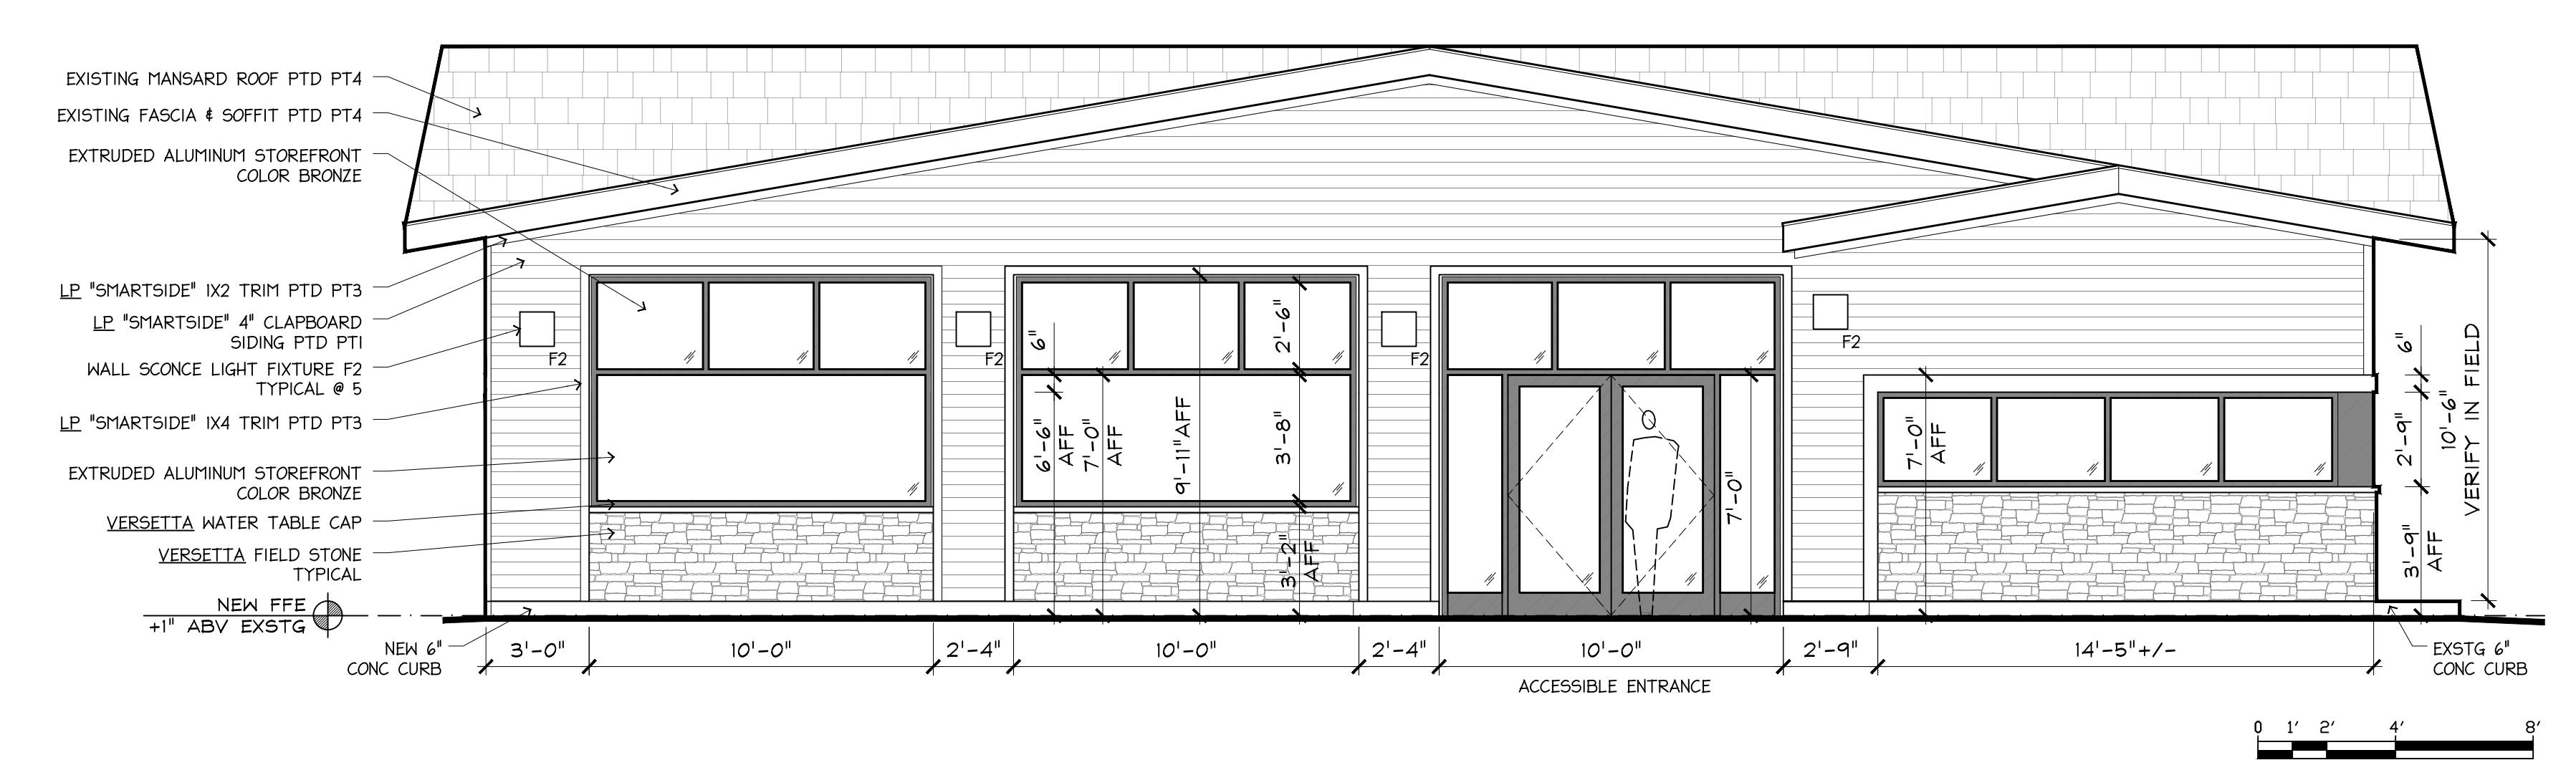 EXISTING MANSARD ROOF PTD PT4
EXISTING FASCIA & SOFFIT PTD PT4
EXTRUDED ALUMINUM STOREFRONT
COLOR BRONZE
LP "SMARTSIDE" 1X2 TRIM PTD PT3
LP "SMARTSIDE" 4" CLAPBOARD
SIDING PTD PT1
WALL SCONCE LIGHT FIXTURE F2
TYPICAL @ 5
LP "SMARTSIDE" 1X4 TRIM PTD PT3
EXTRUDED ALUMINUM STOREFRONT
COLOR BRONZE
VERSETTA WATER TABLE CAP
VERSETTA FIELD STONE
TYPICAL
NEW FFE
+1" ABV EXSTG
NEW 6"
CONC CURB
F2
F2
F2
F2
6"
6'-6"
AFF
7'-0"
AFF
9'-11" AFF
2'-6"
3'-8"
3'-2"
AFF
7'-0"
7'-0"
AFF
6"
2'-9"
3'-9"
AFF
10'-6"
VERIFY IN FIELD
3'-0"
10'-0"
2'-4"
10'-0"
2'-4"
10'-0"
2'-9"
14'-5"+/-
ACCESSIBLE ENTRANCE
EXSTG 6"
CONC CURB
0 1' 2' 4' 8'